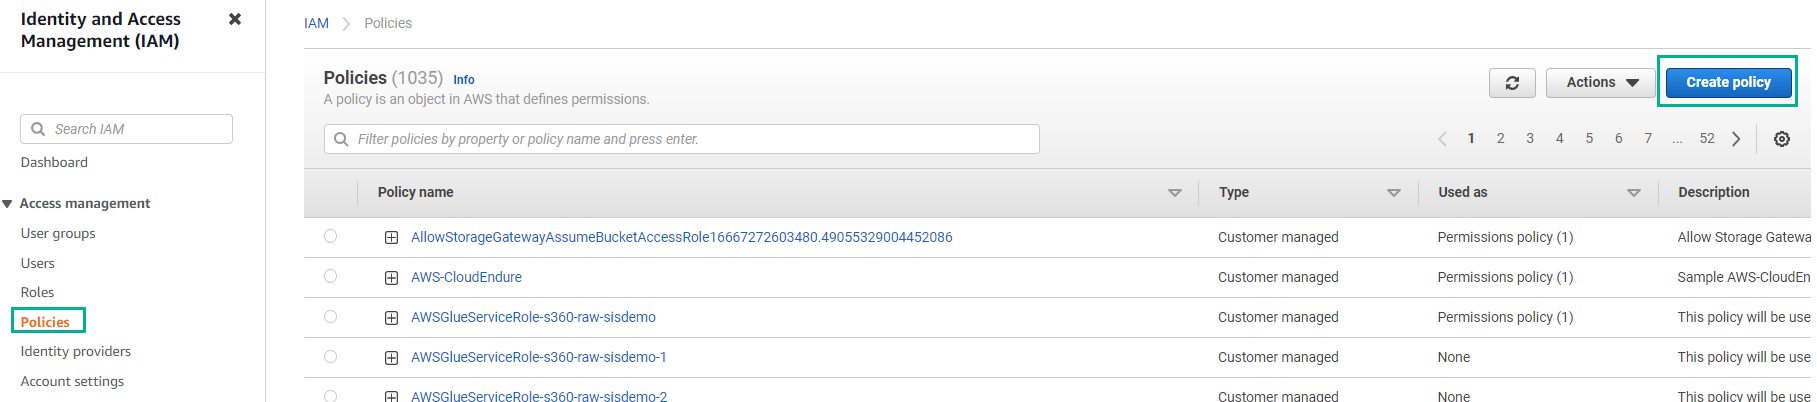 Identity and Access
Management (IAM)
Search IAM
Dashboard
Access management
User groups
Users
Roles
Policies
Identity providers
Account settings
IAM Policies
Policies (1035) Info
A policy is an object in AWS that defines permissions.
Actions
Create policy
Filter policies by property or policy name and press enter.
1 2 3 4 5 6 7 ... 52
Policy name Type Used as Description
AllowStorageGatewayAssumeBucketAccessRole16667272603480.49055329004452086 Customer managed Permissions policy (1) Allow Storage Gatewa
AWS-CloudEndure Customer managed Permissions policy (1) Sample AWS-CloudEn
AWSGlueServiceRole-s360-raw-sisdemo Customer managed Permissions policy (1) This policy will be use
AWSGlueServiceRole-s360-raw-sisdemo-1 Customer managed None This policy will be use
AWSGlueServiceRole-s360-raw-sisdemo-2 Customer managed None This policy will be use